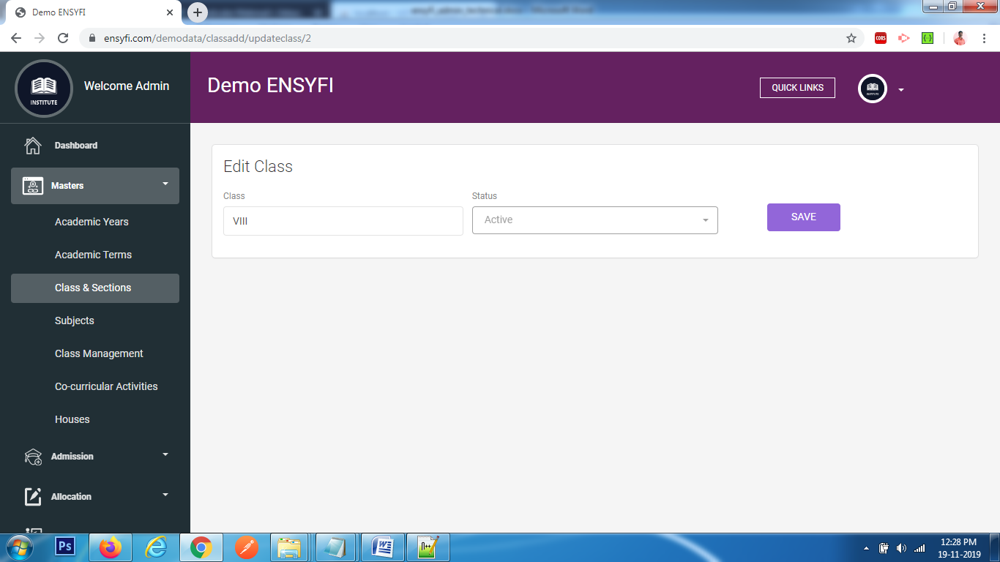 Demo ENSYFI
ensyfi.com/demodata/classadd/updateclass/2
CORS
INSTITUTE
Welcome Admin
Demo ENSYFI
QUICK LINKS
INSTITUTE
Dashboard
Masters
Academic Years
Academic Terms
Class & Sections
Subjects
Class Management
Co-curricular Activities
Houses
Admission
Allocation
Edit Class
Class
Status
VIII
Active
SAVE
Ps
12:28 PM
19-11-2019